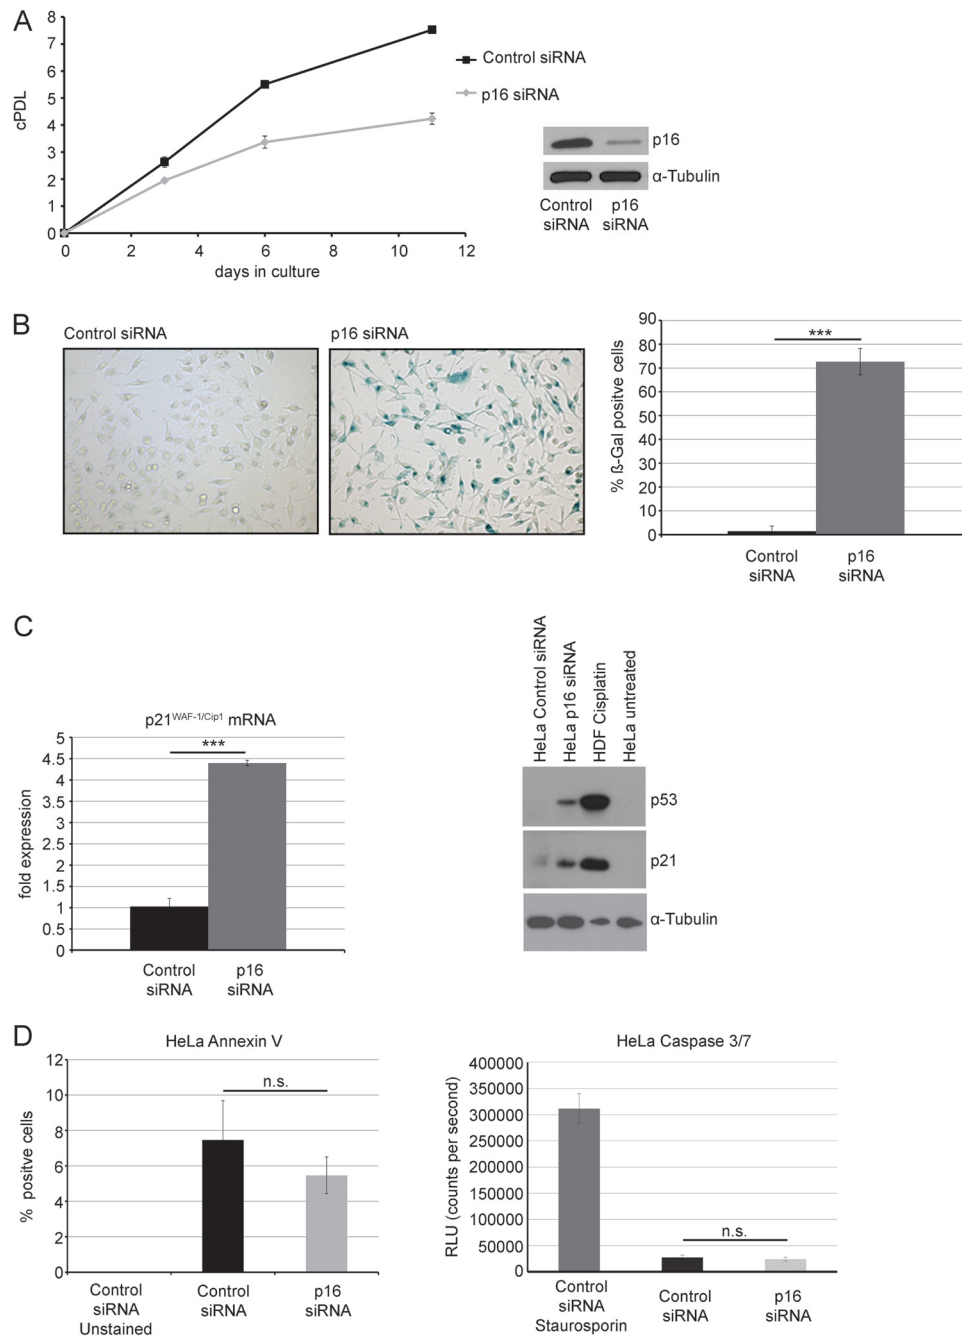 A
8
7
6
5
4
3
2
1
0
cPDL
0 2 4 6 8 10 12
days in culture
Control siRNA
p16 siRNA
p16
α-Tubulin
Control siRNA
p16 siRNA
B
Control siRNA
p16 siRNA
90
80
70
60
50
40
30
20
10
0
% ß-Gal positve cells
***
Control siRNA
p16 siRNA
C
p21WAF-1/Cip1 mRNA
5
4.5
4
3.5
3
2.5
2
1.5
1
0.5
0
fold expression
***
Control siRNA
p16 siRNA
HeLa Control siRNA
HeLa p16 siRNA
HDF Cisplatin
HeLa untreated
p53
p21
α-Tubulin
D
HeLa Annexin V
12
10
8
6
4
2
0
% positve cells
n.s.
Control siRNA Unstained
Control siRNA
p16 siRNA
HeLa Caspase 3/7
400000
350000
300000
250000
200000
150000
100000
50000
0
RLU (counts per second)
n.s.
Control siRNA Staurosporin
Control siRNA
p16 siRNA